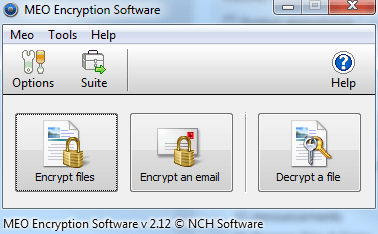 MEO Encryption Software
Meo Tools Help
Options Suite Help
Encrypt files Encrypt an email Decrypt a file
MEO Encryption Software v 2.12 © NCH Software